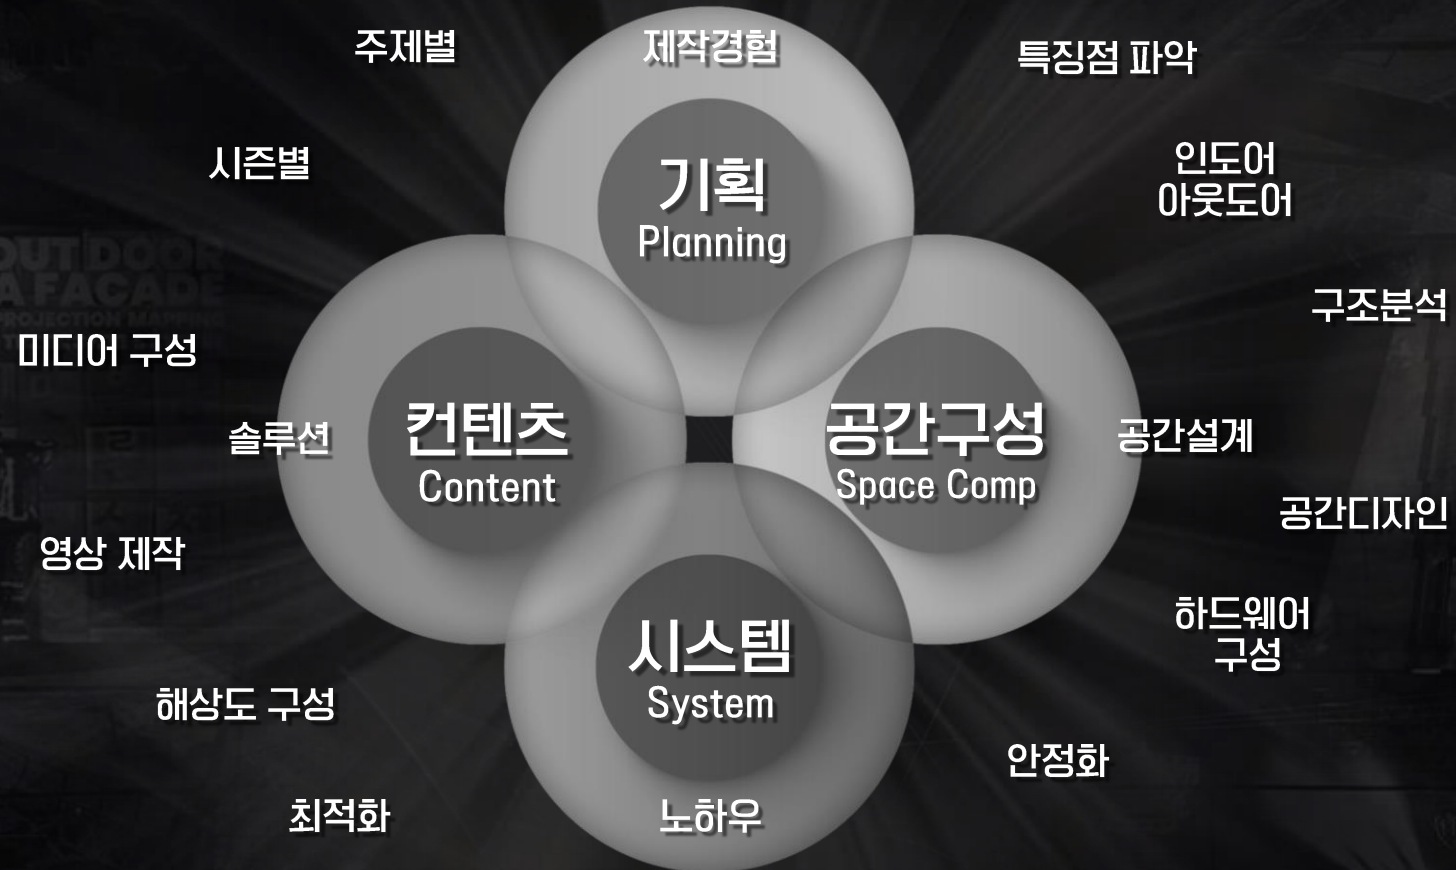 주제별
제작경험
특징점 파악
시즌별
기획
Planning
인도어
아웃도어
OUTDOOR
A FACADE
PROJECTION MAPPING
구조분석
미디어 구성
솔루션
컨텐츠
Content
공간구성
Space Comp
공간설계
공간디자인
영상 제작
하드웨어
구성
시스템
System
해상도 구성
안정화
최적화
노하우